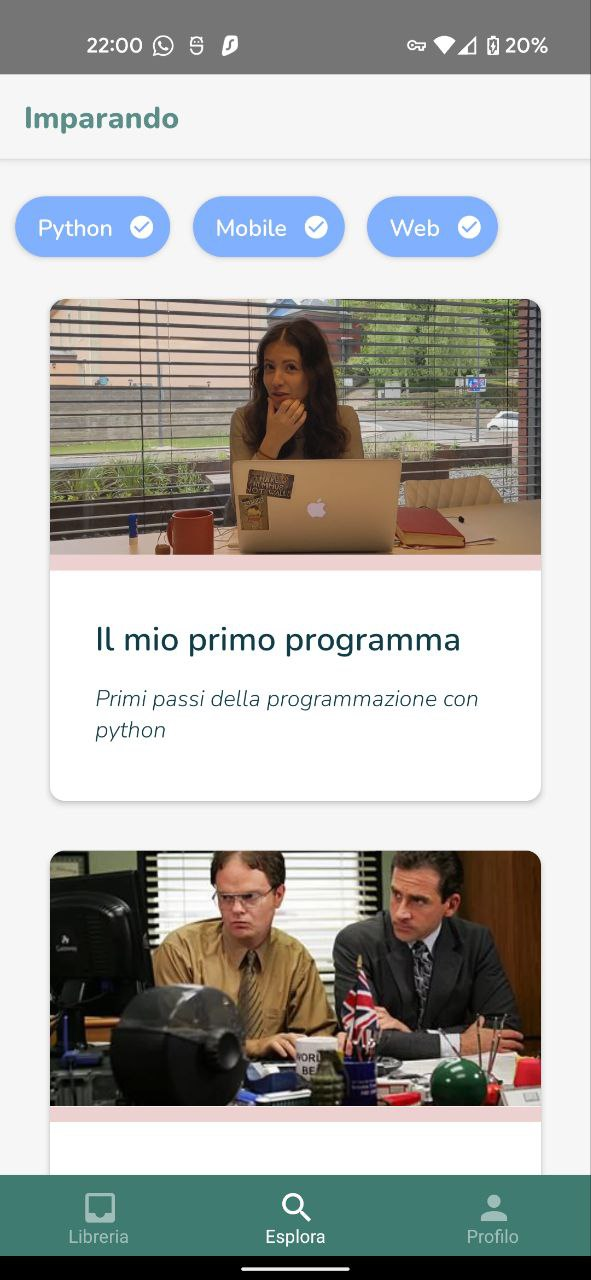 22:00
20%
Imparando
Python
Mobile
Web
Il mio primo programma
Primi passi della programmazione con
python
Libreria
Esplora
Profilo